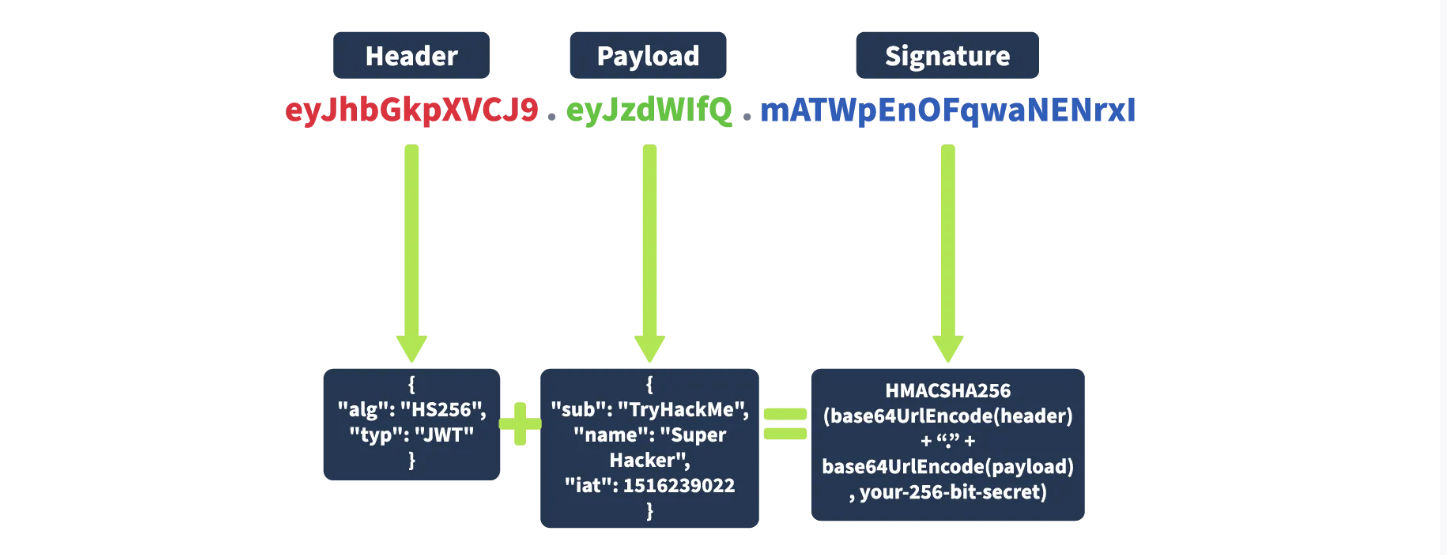 Header
Payload
Signature
eyJhbGkpXVCJ9 . eyJzdWIfQ . mATWpEnOFqwaNENrxI
{
"alg": "HS256",
"typ": "JWT"
}
+
{
"sub": "TryHackMe",
"name": "Super
Hacker",
"iat": 1516239022
}
=
HMACSHA256
(base64UrlEncode(header)
+ “.” +
base64UrlEncode(payload)
, your-256-bit-secret)